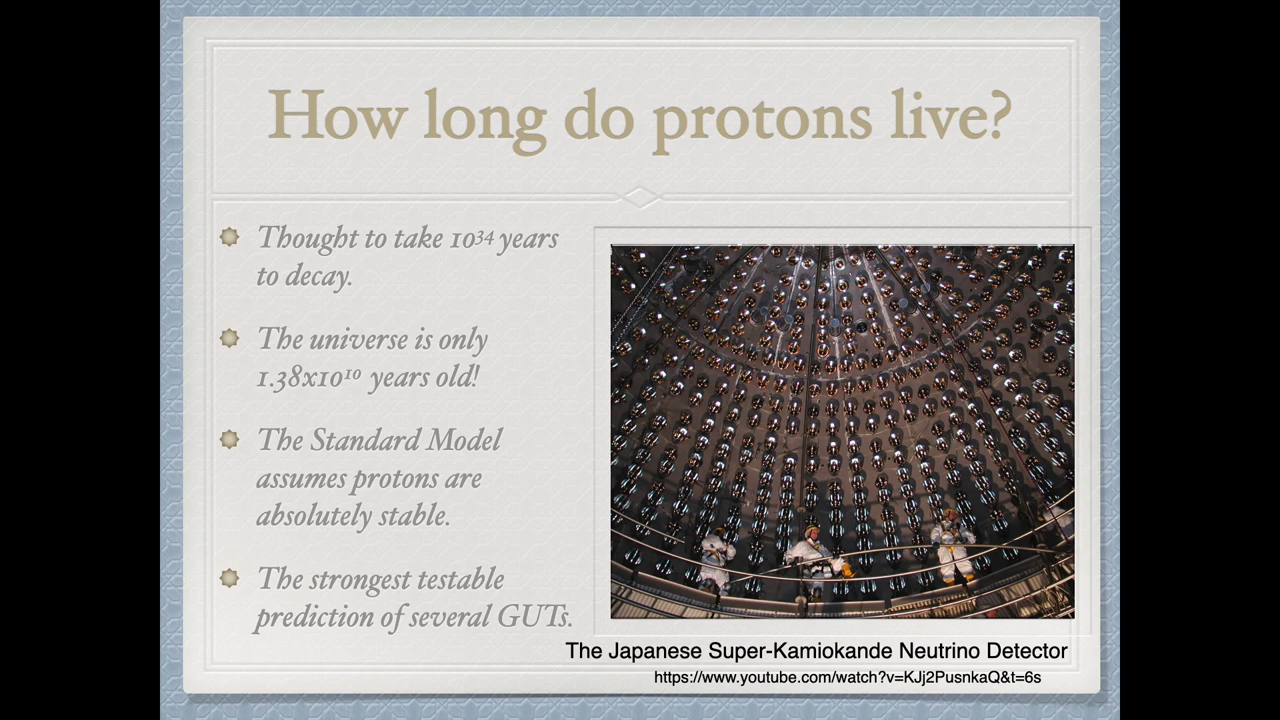 How long do protons live?
Thought to take 10³⁴ years
to decay.
The universe is only
1.38x10¹⁰ years old!
The Standard Model
assumes protons are
absolutely stable.
The strongest testable
prediction of several GUTs.
The Japanese Super-Kamiokande Neutrino Detector
https://www.youtube.com/watch?v=KJj2PusnkaQ&t=6s